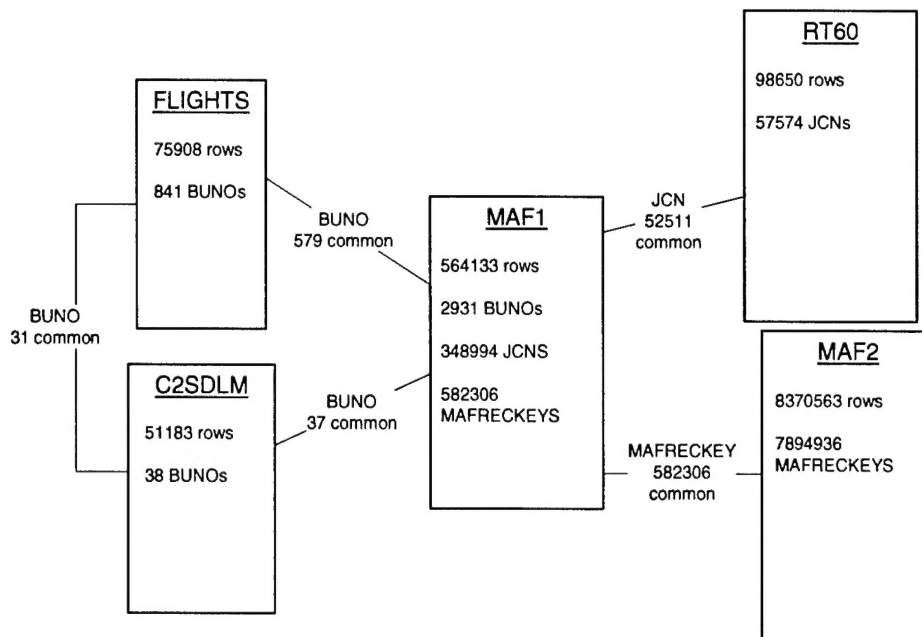 RT60
98650 rows
57574 JCNs
FLIGHTS
75908 rows
841 BUNOs
BUNO
579 common
JCN
52511
common
MAF1
564133 rows
2931 BUNOs
348994 JCNS
582306
MAFRECKEYS
BUNO
31 common
C2SDLM
51183 rows
38 BUNOs
BUNO
37 common
MAFRECKEY
582306
common
MAF2
8370563 rows
7894936
MAFRECKEYS